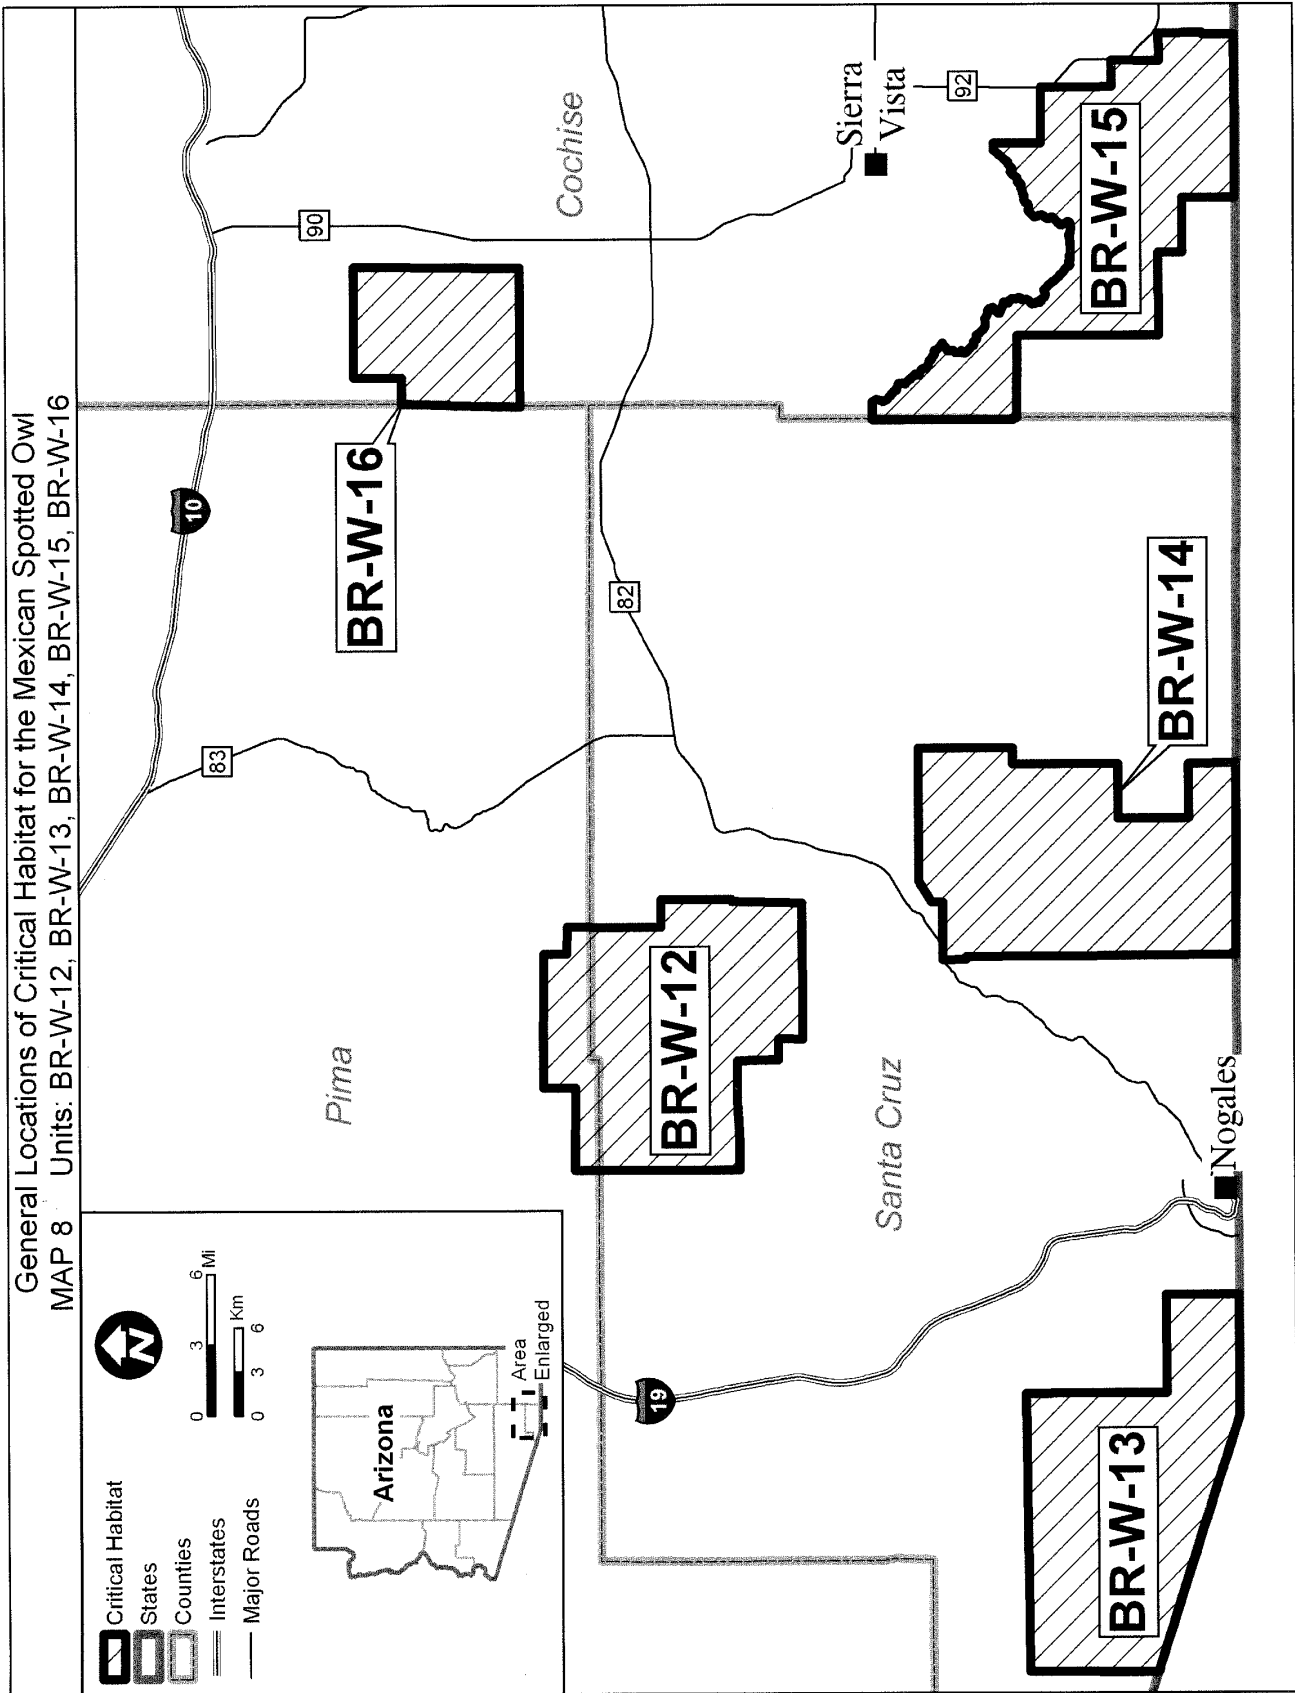 General Locations of Critical Habitat for the Mexican Spotted Owl
MAP 8 Units: BR-W-12, BR-W-13, BR-W-14, BR-W-15, BR-W-16
Critical Habitat
States
Counties
Interstates
Major Roads
N
0 3 6 Mi
0 3 6 Km
Arizona
Area
Enlarged
10
83
90
Pima
Cochise
BR-W-16
82
19
BR-W-12
Santa Cruz
Sierra
Vista
92
BR-W-13
Nogales
BR-W-14
BR-W-15